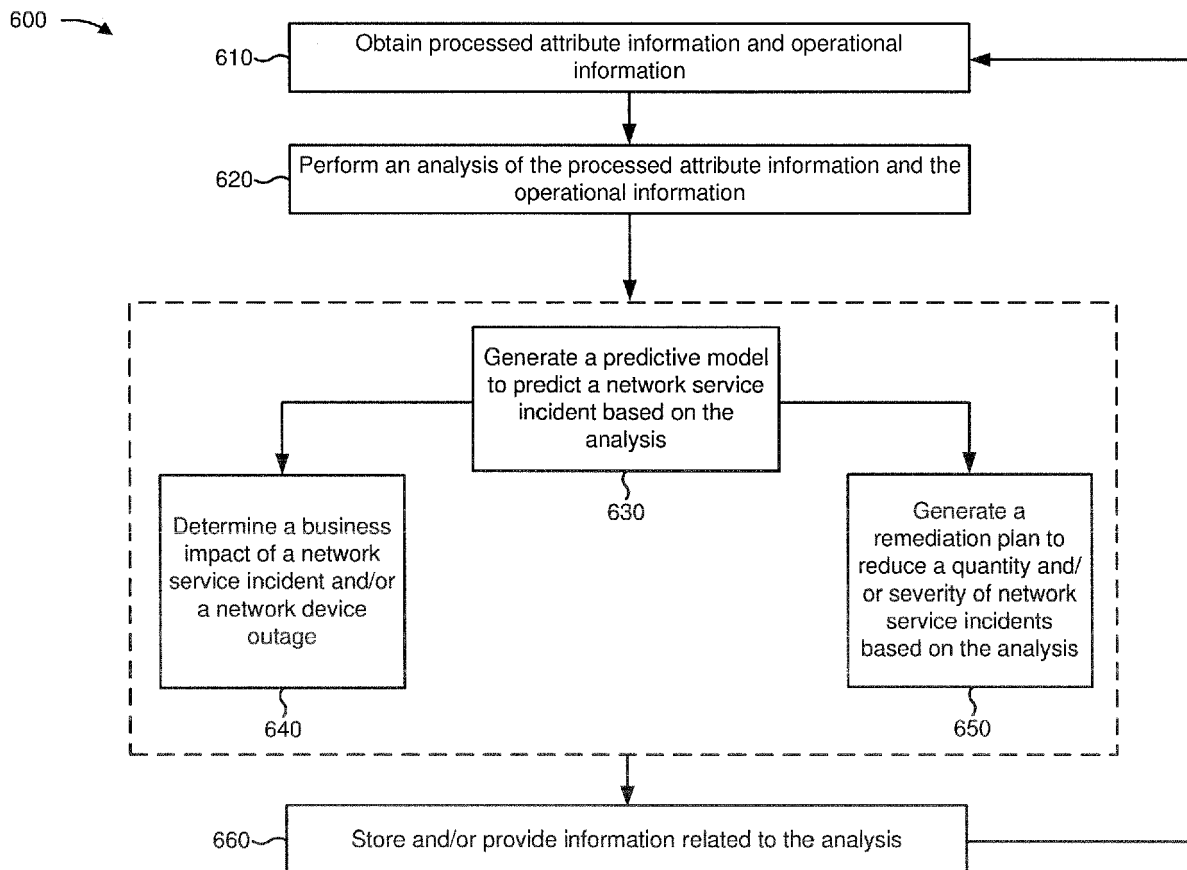 600
610
Obtain processed attribute information and operational
information
620
Perform an analysis of the processed attribute information and the
operational information
Generate a predictive model
to predict a network service
incident based on the
analysis
630
Determine a business
impact of a network
service incident and/or
a network device
outage
640
Generate a
remediation plan to
reduce a quantity and/
or severity of network
service incidents
based on the analysis
650
660
Store and/or provide information related to the analysis